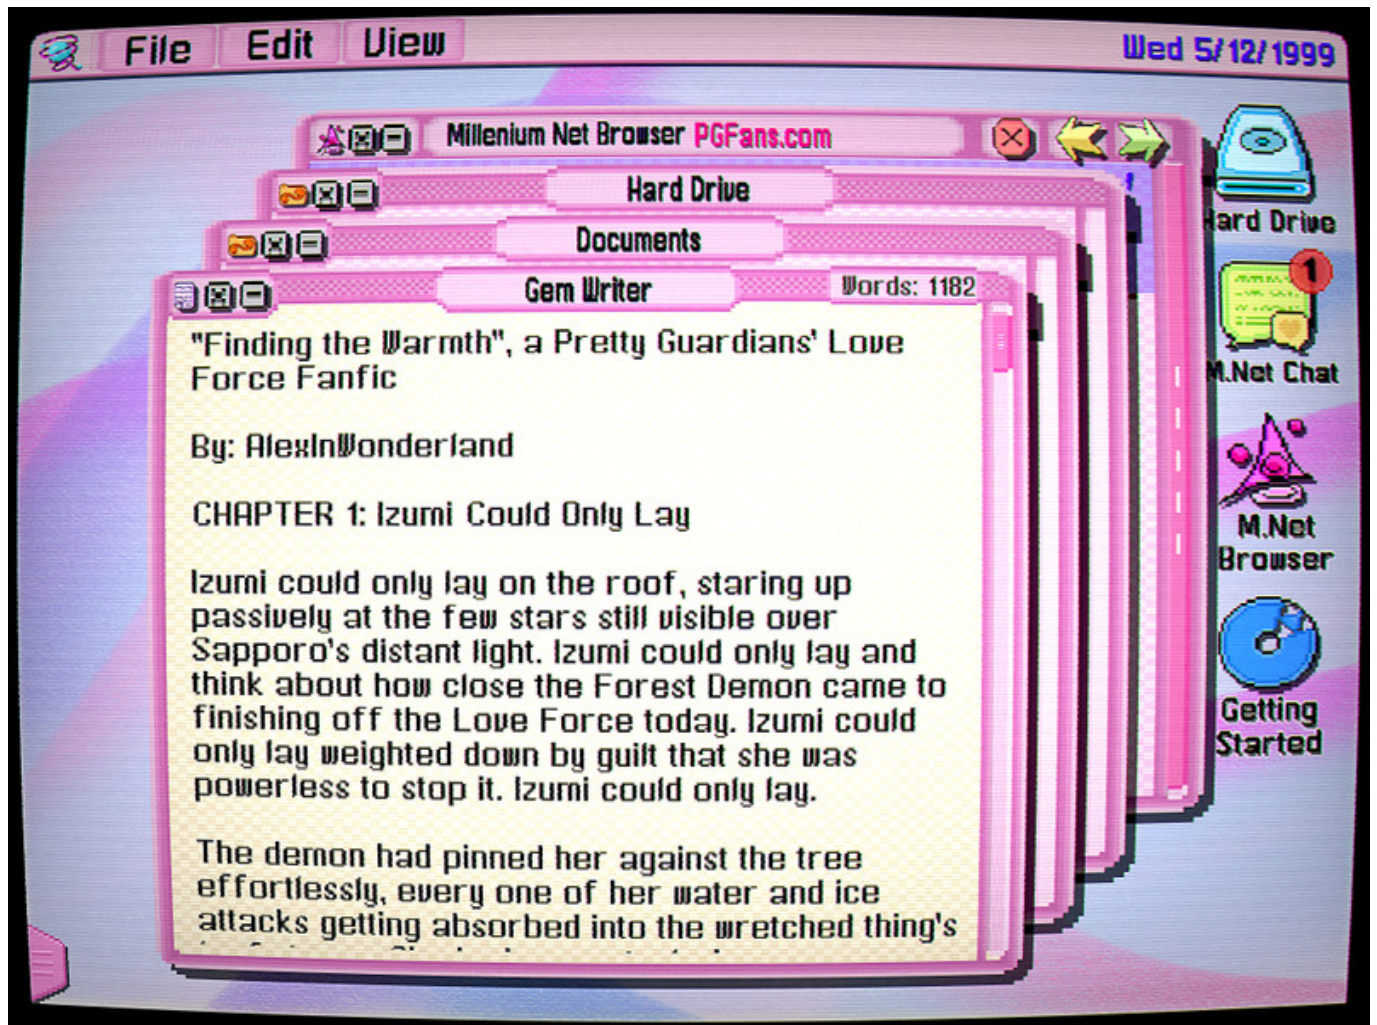 File Edit View Wed 5/12/1999
Millenium Net Browser PGFans.com
Hard Drive
Documents
Gem Writer Words: 1182
"Finding the Warmth", a Pretty Guardians' Love
Force Fanfic
By: AlexInWonderland
CHAPTER 1: Izumi Could Only Lay
Izumi could only lay on the roof, staring up
passively at the few stars still visible over
Sapporo's distant light. Izumi could only lay and
think about how close the Forest Demon came to
finishing off the Love Force today. Izumi could
only lay weighted down by guilt that she was
powerless to stop it. Izumi could only lay.
The demon had pinned her against the tree
effortlessly, every one of her water and ice
attacks getting absorbed into the wretched thing's
Hard Drive
1
M.Net Chat
M.Net
Browser
Getting
Started